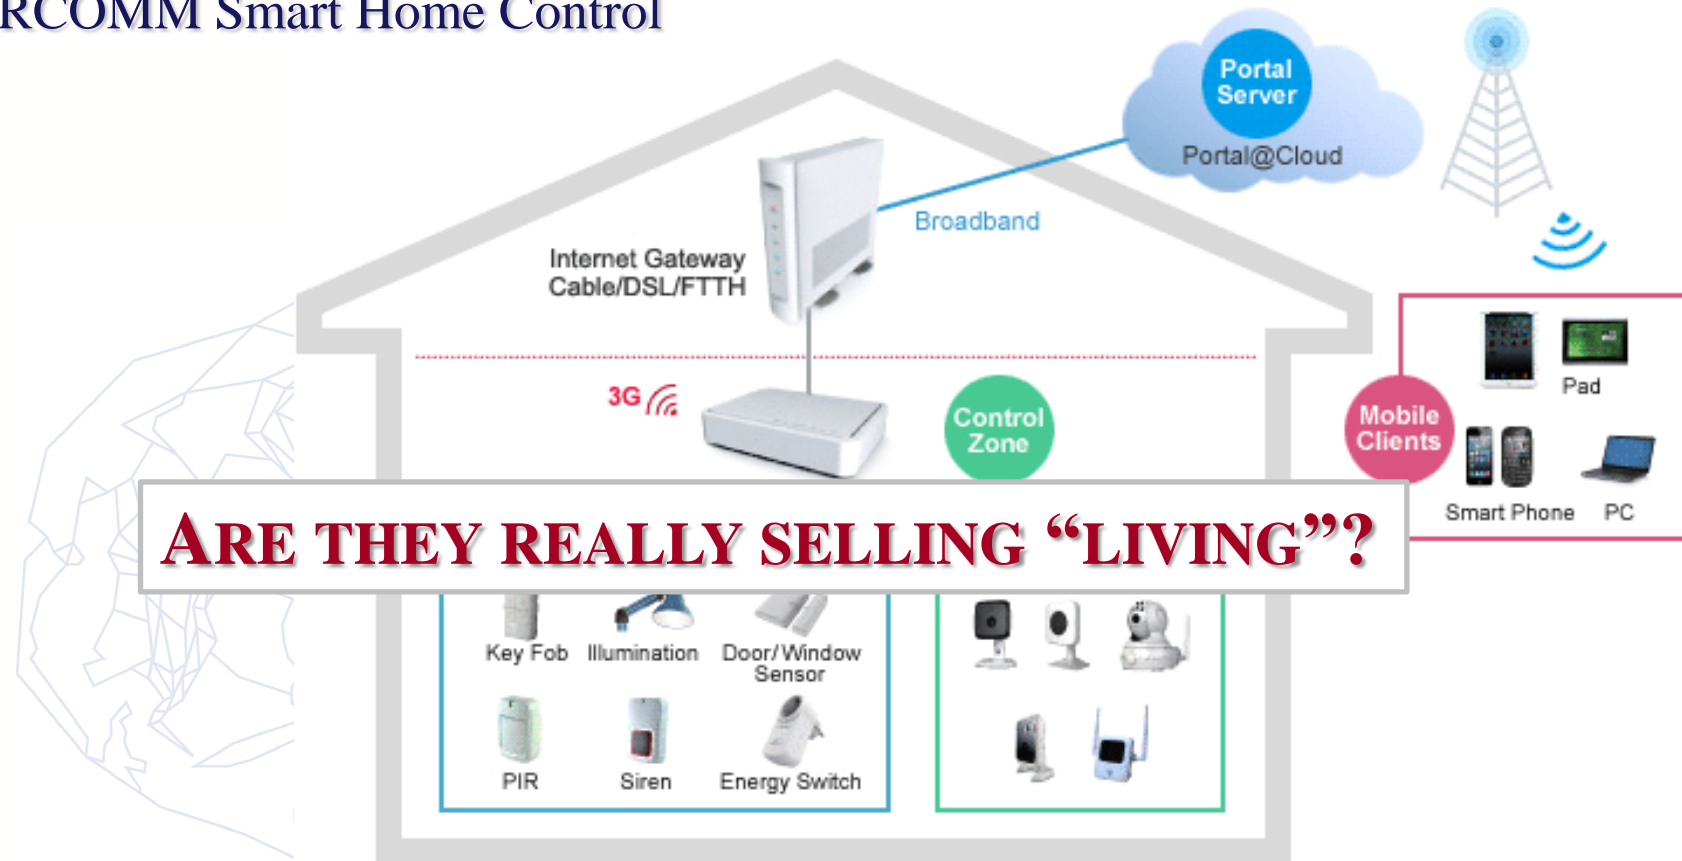 RCOMM Smart Home Control
Portal
Server
Portal@Cloud
Broadband
Internet Gateway
Cable/DSL/FTTH
3G
Control
Zone
Mobile
Clients
Pad
Smart Phone
PC
ARE THEY REALLY SELLING “LIVING”?
Key Fob
Illumination
Door/Window
Sensor
PIR
Siren
Energy Switch